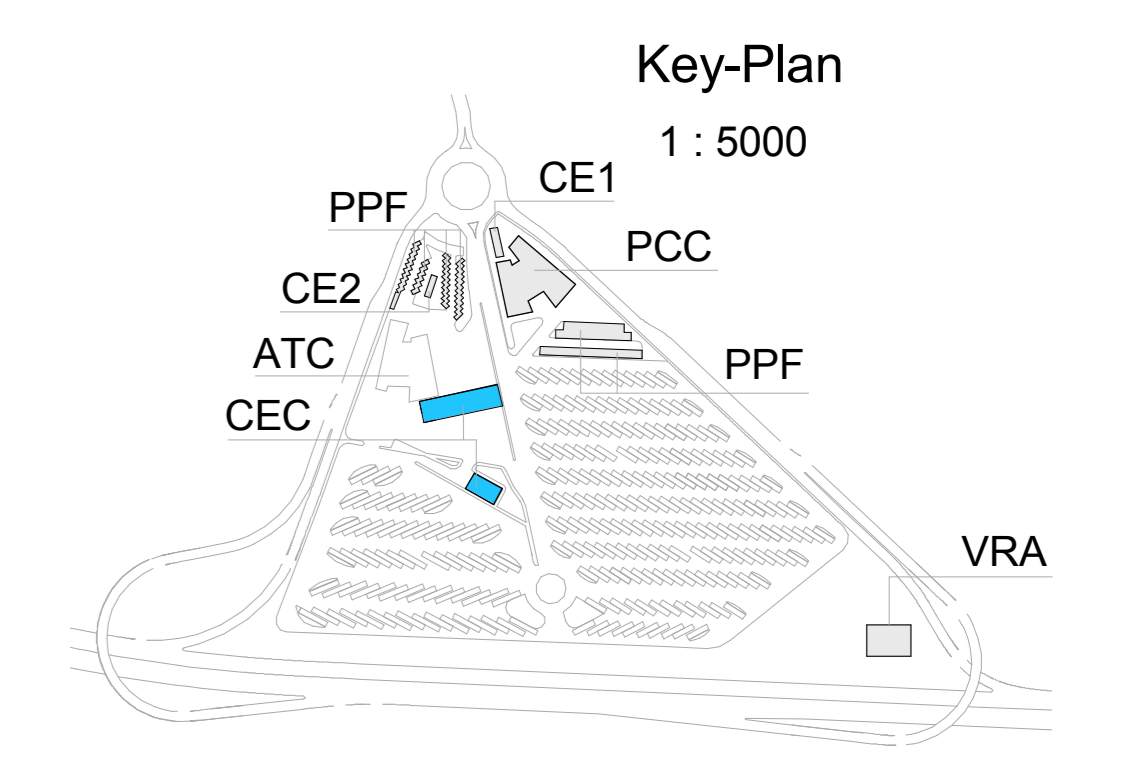 Key-Plan
1 : 5000
CE1
PPF
PCC
CE2
ATC
PPF
CEC
VRA